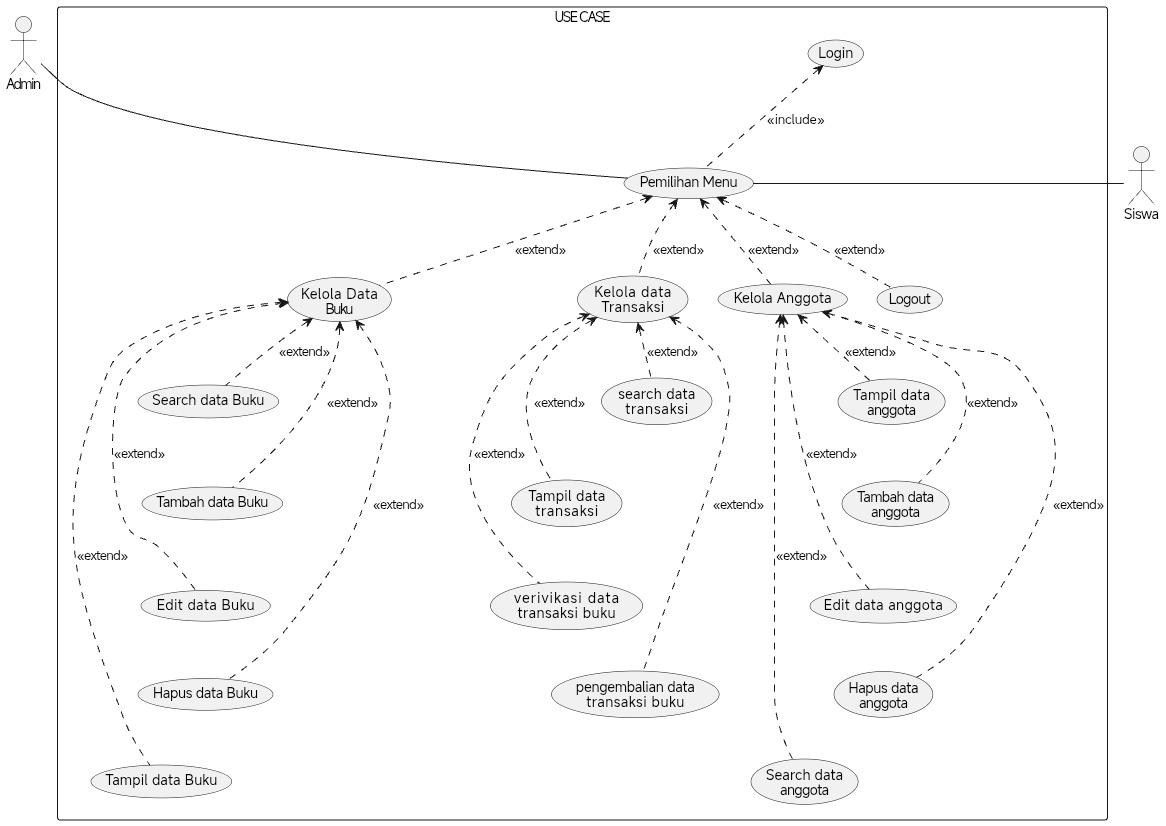 USE CASE
Login
Admin
«include»
Pemilihan Menu
Siswa
«extend»
«extend»
«extend»
«extend»
Kelola Data
Buku
Kelola data
Transaksi
Kelola Anggota
Logout
«extend»
«extend»
«extend»
Search data Buku
«extend»
search data
transaksi
«extend»
Tampil data
anggota
«extend»
«extend»
«extend»
«extend»
«extend»
Tambah data Buku
«extend»
Tampil data
transaksi
«extend»
Tambah data
anggota
«extend»
«extend»
«extend»
Edit data Buku
verivikasi data
transaksi buku
Edit data anggota
Hapus data Buku
pengembalian data
transaksi buku
Hapus data
anggota
Tampil data Buku
Search data
anggota